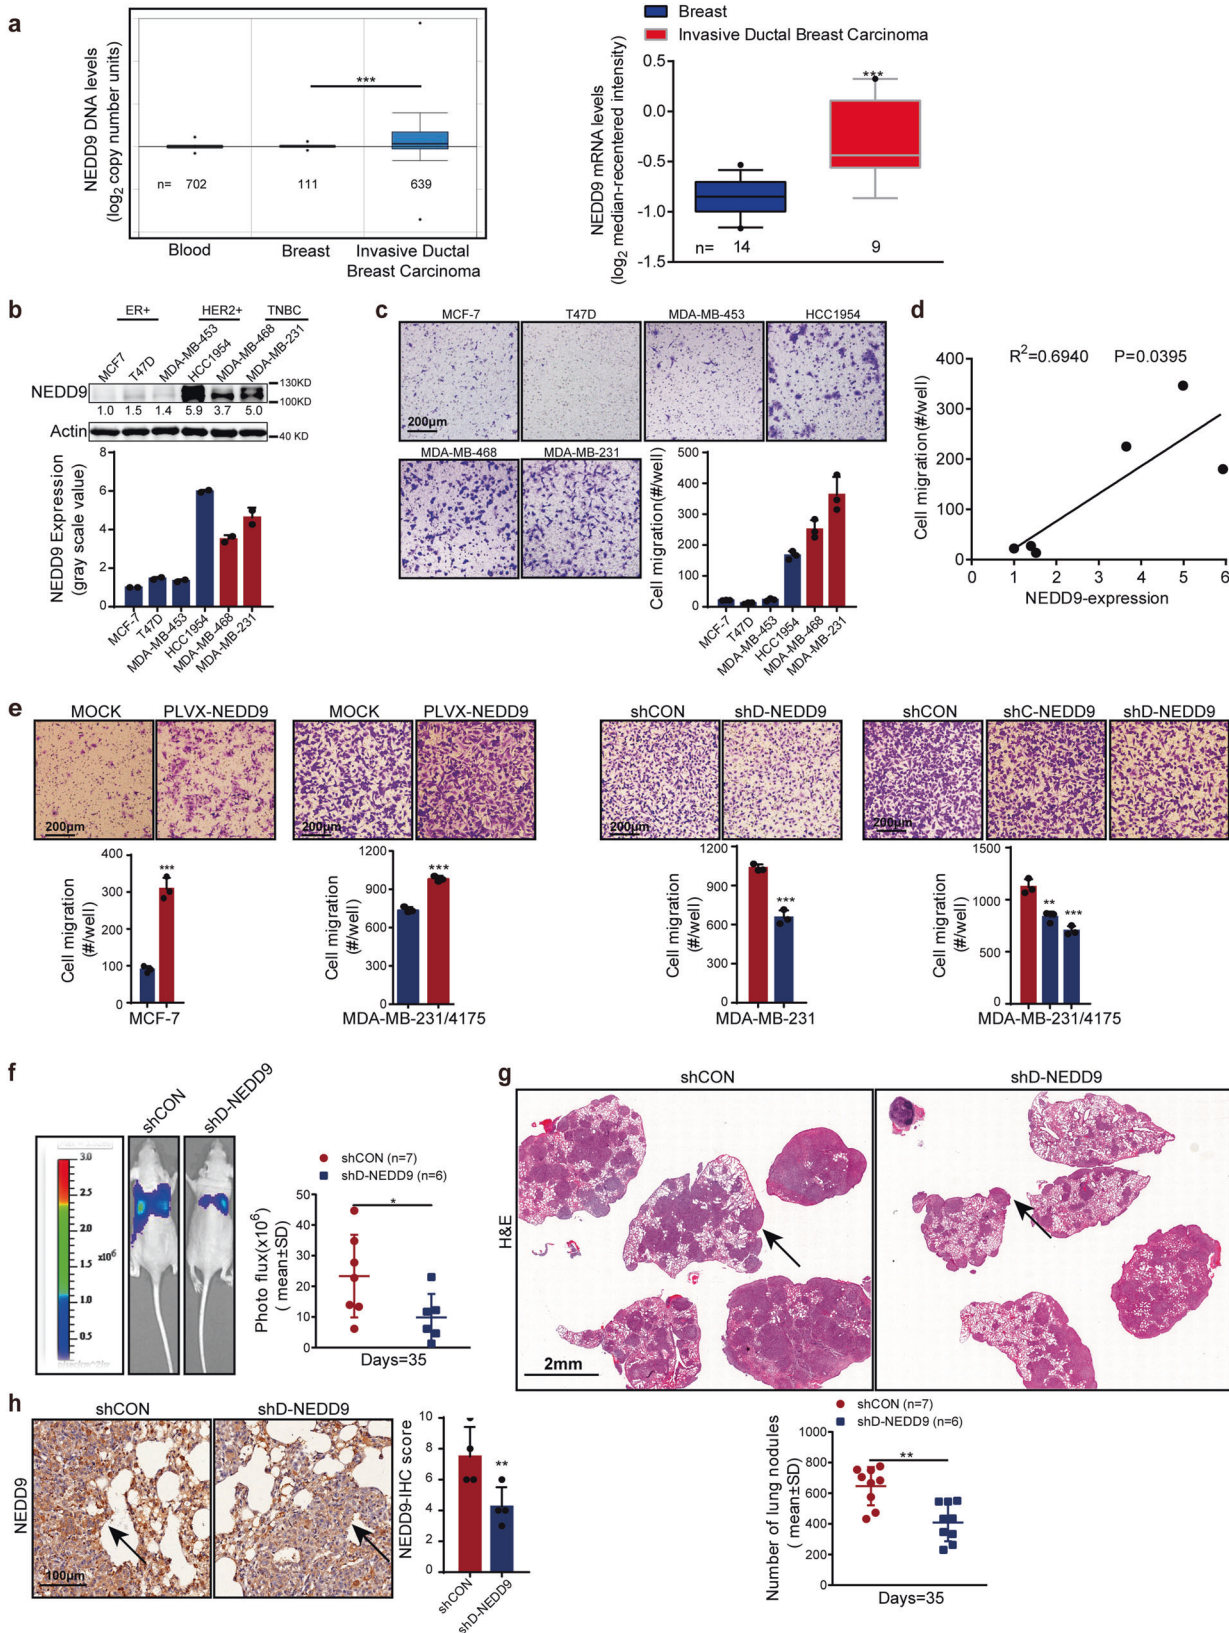 a
NEDD9 DNA levels
(log2 copy number units)
***
n= 702 111 639
Blood Breast Invasive Ductal
Breast Carcinoma
Breast
Invasive Ductal Breast Carcinoma
NEDD9 mRNA levels
(log2 median-recentered intensity)
0.5
0.0
-0.5
-1.0
-1.5
***
n= 14 9
b
ER+ HER2+ TNBC
MCF7 T47D MDA-MB-453 HCC1954 MDA-MB-468 MDA-MB-231
NEDD9
130KD
100KD
1.0 1.5 1.4 5.9 3.7 5.0
Actin
40 KD
NEDD9 Expression
(gray scale value)
8
6
4
2
0
MCF-7 T47D MDA-MB-453 HCC1954 MDA-MB-468 MDA-MB-231
c
MCF-7 T47D MDA-MB-453 HCC1954
200μm
MDA-MB-468 MDA-MB-231
Cell migration(#/well)
500
400
300
200
100
0
MCF-7 T47D MDA-MB-453 HCC1954 MDA-MB-468 MDA-MB-231
d
R2=0.6940 P=0.0395
Cell migration(#/well)
400
300
200
100
0
0 1 2 3 4 5 6
NEDD9-expression
e
MOCK PLVX-NEDD9 MOCK PLVX-NEDD9 shCON shD-NEDD9 shCON shC-NEDD9 shD-NEDD9
200μm 200μm 200μm 200μm
Cell migration
(#/well)
400
300
200
100
0
***
MCF-7
Cell migration
(#/well)
1200
900
600
300
0
***
MDA-MB-231/4175
Cell migration
(#/well)
1200
900
600
300
0
***
MDA-MB-231
Cell migration
(#/well)
1500
1000
500
0
** ***
MDA-MB-231/4175
f
shCON shD-NEDD9
3.0
2.5
2.0
x10^6
1.5
1.0
0.5
shCON (n=7)
shD-NEDD9 (n=6)
Photo flux(x10^6)
( mean±SD)
50
40
30
20
10
0
*
Days=35
g
shCON shD-NEDD9
H&E
2mm
shCON (n=7)
shD-NEDD9 (n=6)
Number of lung nodules
( mean±SD)
800
600
400
200
0
**
Days=35
h
shCON shD-NEDD9
NEDD9
100μm
NEDD9-IHC score
10
8
6
4
2
0
**
shCON shD-NEDD9